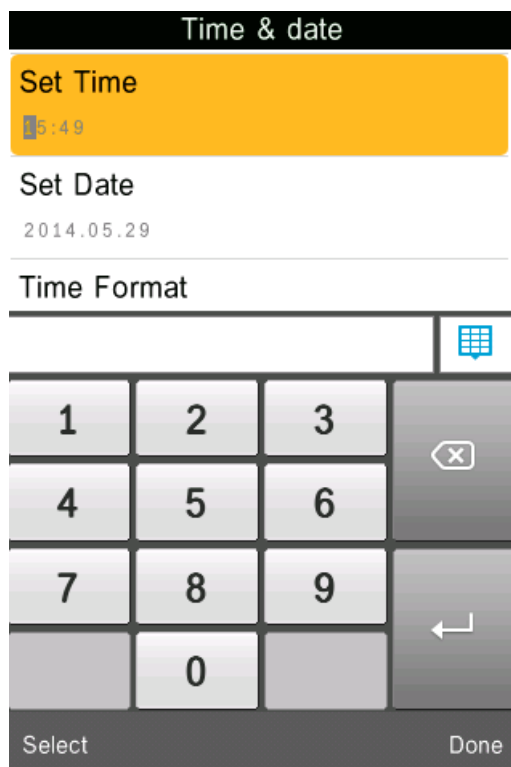 Time & date
Set Time
15:49
Set Date
2014.05.29
Time Format
1 2 3
4 5 6
7 8 9
0
Select Done